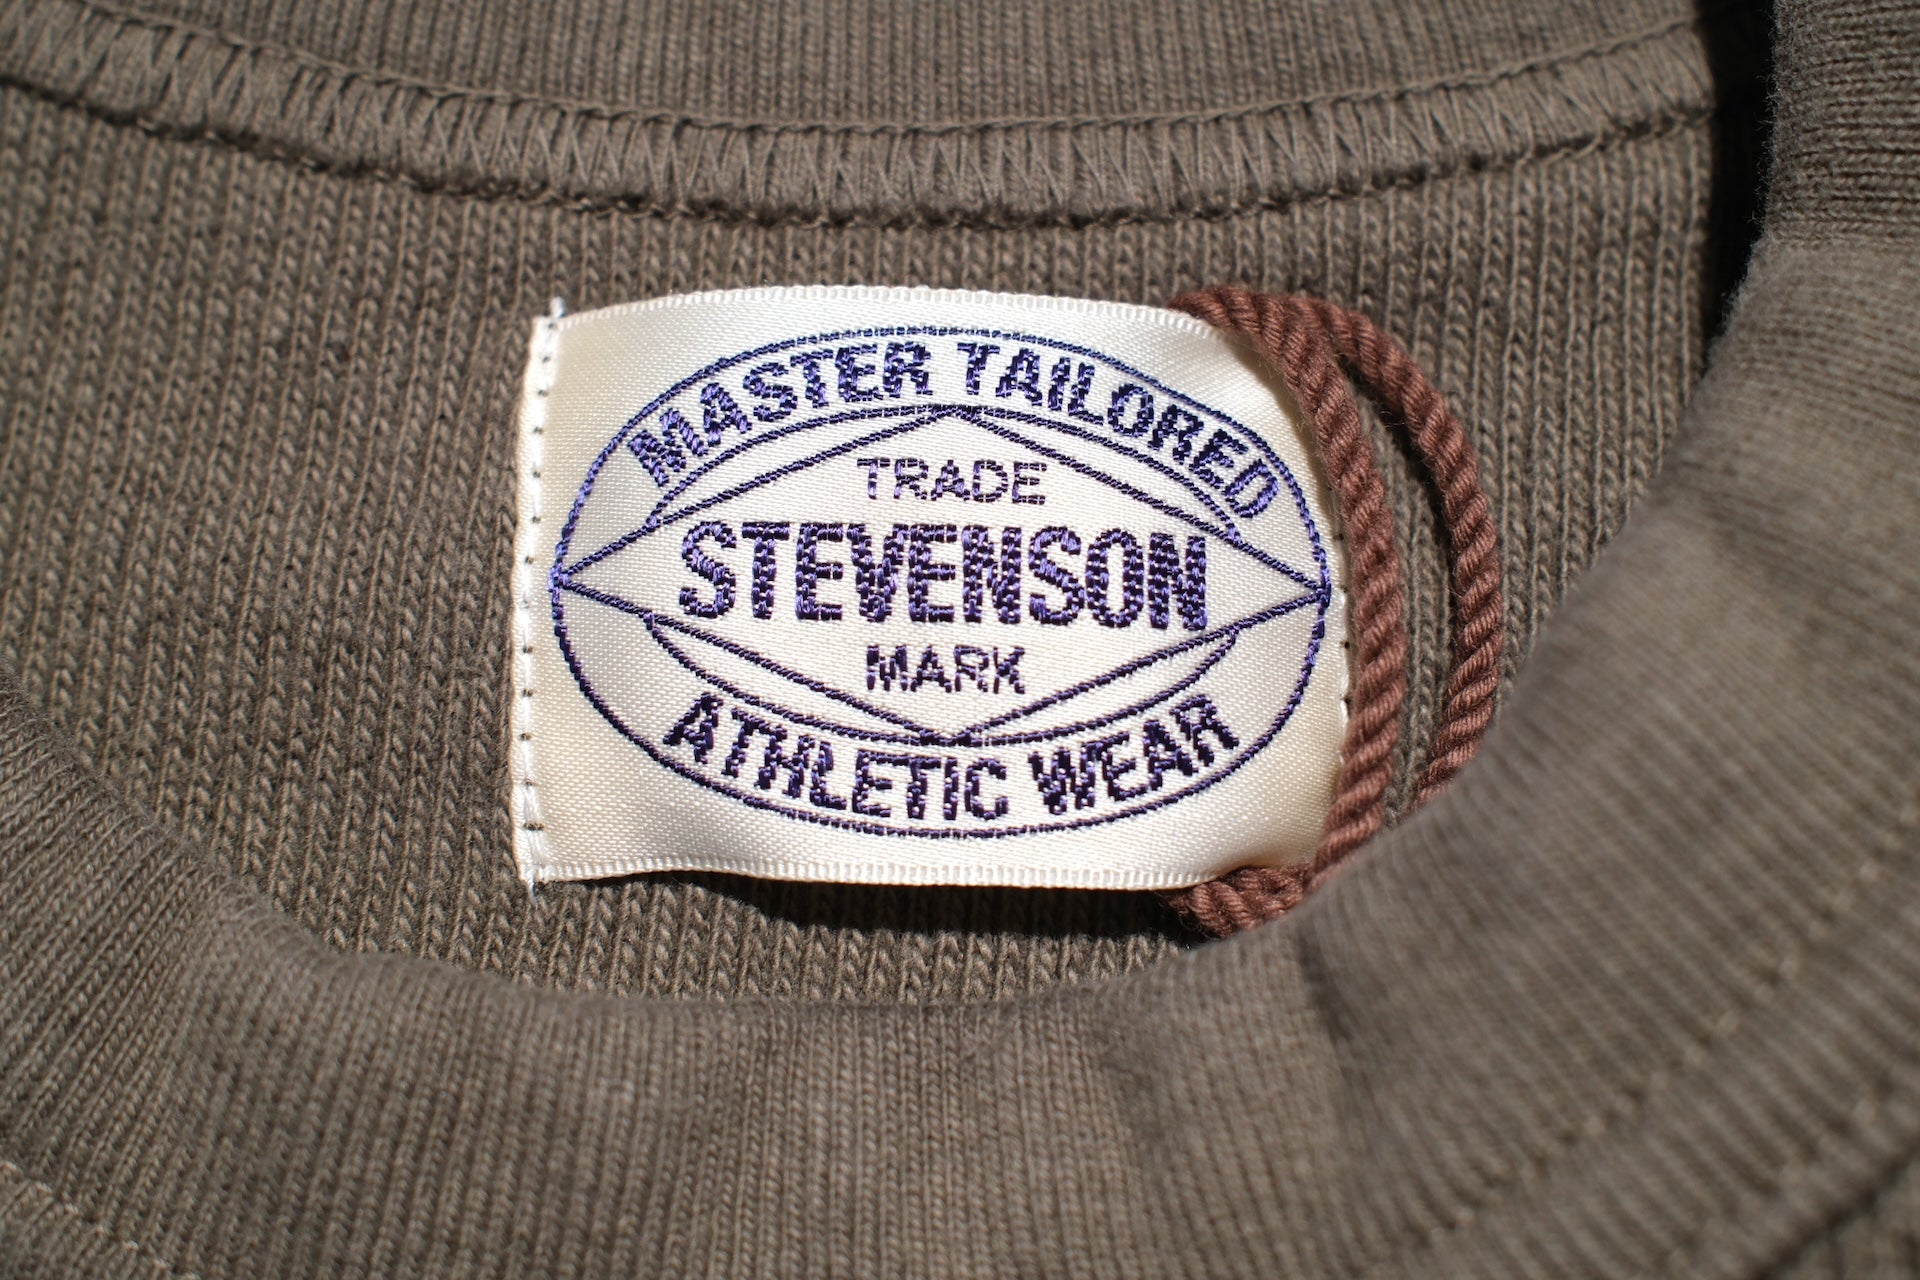 MASTER TAILORED
TRADE
STEVENSON
MARK
ATHLETIC WEAR